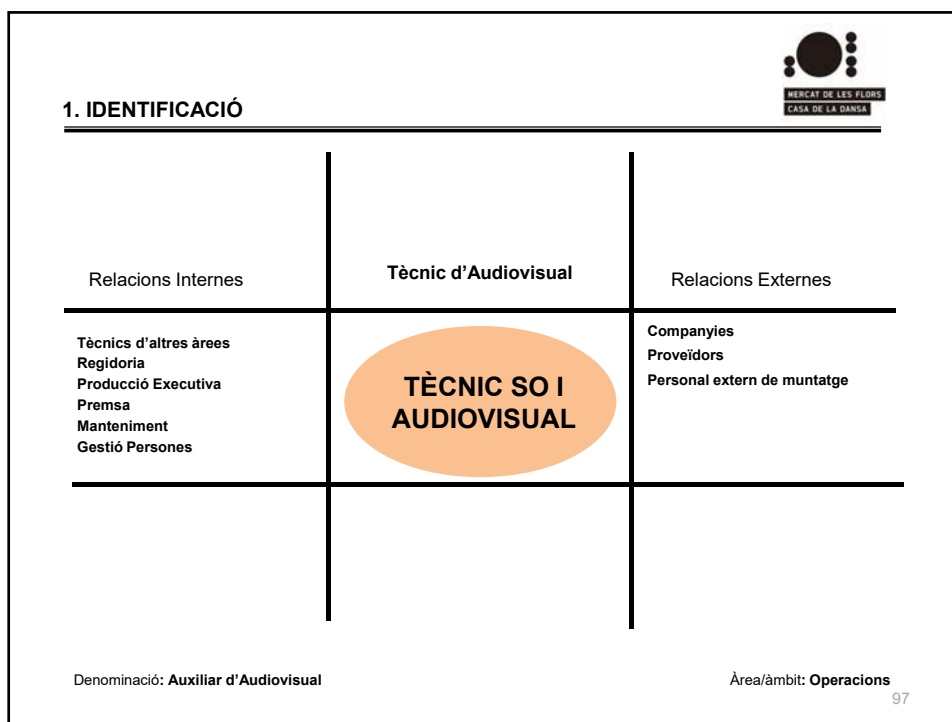 MERCAT DE LES FLORS
CASA DE LA DANSA
1. IDENTIFICACIÓ
Relacions Internes
Tècnic d’Audiovisual
Relacions Externes
Tècnics d’altres àrees
Regidoria
Producció Executiva
Premsa
Manteniment
Gestió Persones
TÈCNIC SO I
AUDIOVISUAL
Companyies
Proveïdors
Personal extern de muntatge
Denominació: Auxiliar d’Audiovisual
Àrea/àmbit: Operacions
97